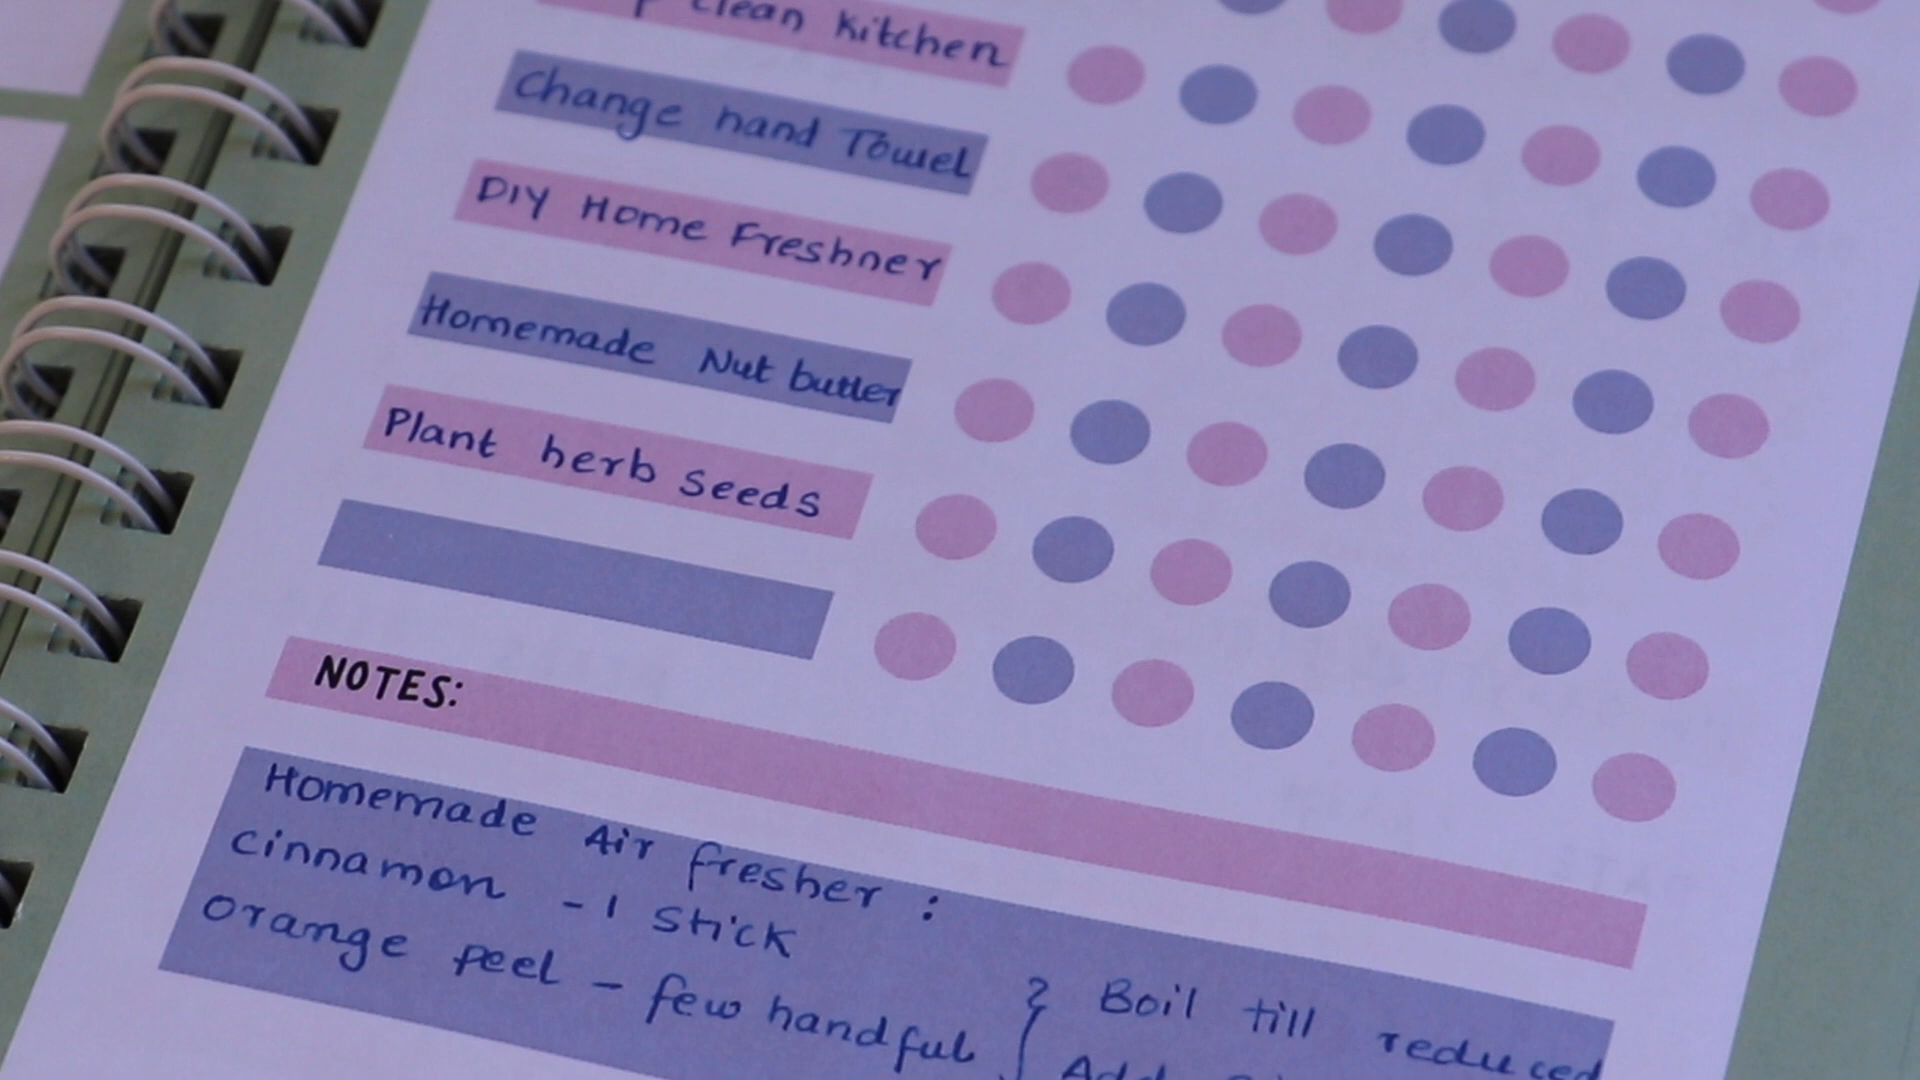 clean kitchen
Change hand Towel
DIY Home Freshner
Homemade Nut butter
Plant herb Seeds
NOTES:
Homemade Air fresher :
Cinnamon - 1 Stick
Orange peel - few handful } Boil till reduced
Add